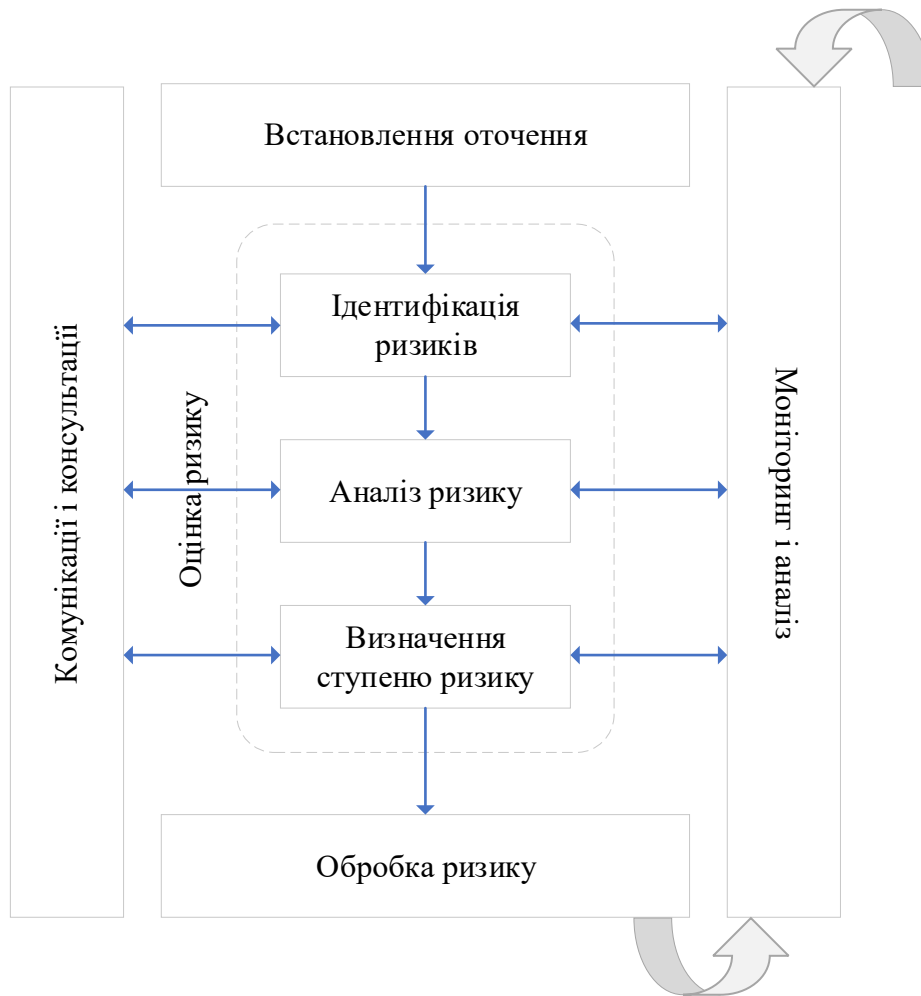 Встановлення оточення
Комунікації і консультації
Оцінка ризику
Ідентифікація
ризиків
Аналіз ризику
Визначення
ступеню ризику
Моніторинг і аналіз
Обробка ризику